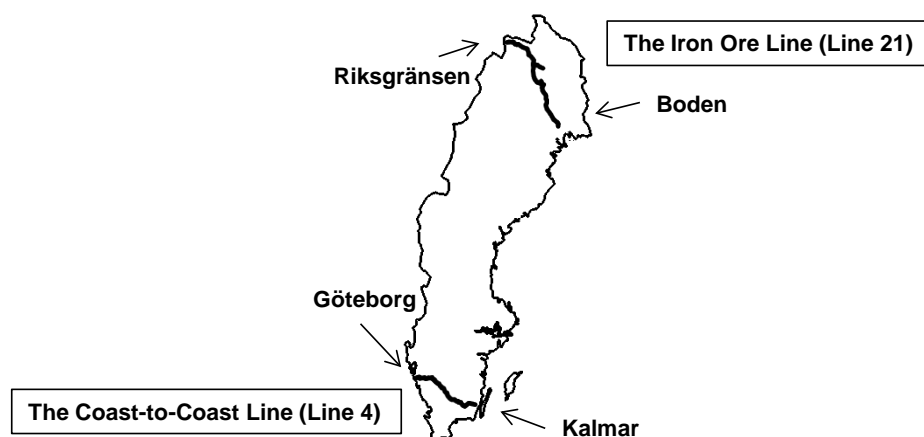 The Iron Ore Line (Line 21)
Riksgränsen
Boden
Göteborg
The Coast-to-Coast Line (Line 4)
Kalmar